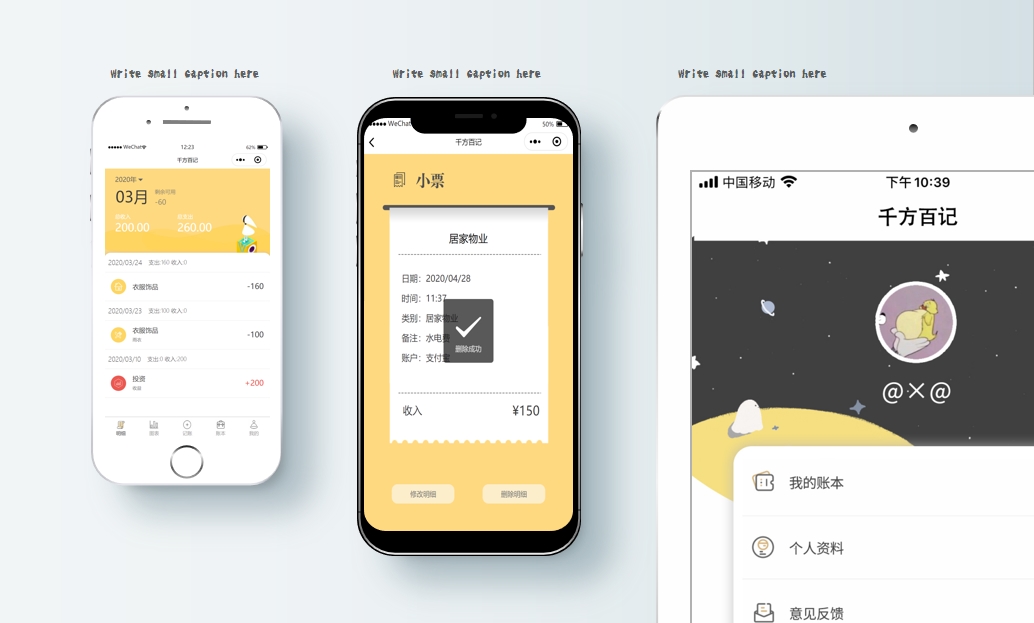 Write small caption here
Write small caption here
Write small caption here
WeChat 12:23 62%
千方百记
2020年
03月
剩余可用
-60
总收入 总支出
200.00 260.00
2020/03/24 支出:160 收入:0
衣服饰品 -160
2020/03/23 支出:100 收入:0
衣服饰品 -100
2020/03/10 支出:0 收入:200
投资 +200
明细 图表 记账 账本 我的
WeChat 50%
千方百记
小票
居家物业
日期: 2020/04/28
时间: 11:37
类别: 居家物业
备注: 水电费
账户: 支付宝
删除成功
收入 ¥150
修改明细 删除明细
中国移动 下午10:39
千方百记
@×@
我的账本
个人资料
意见反馈